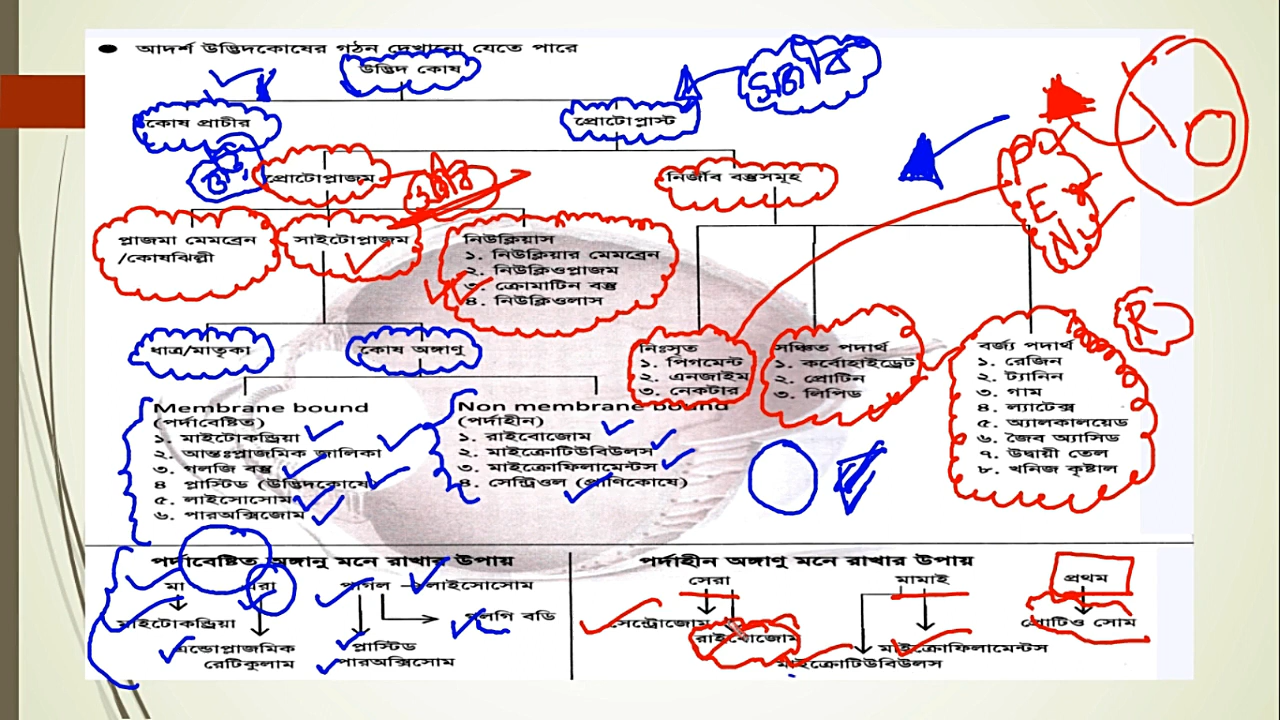 ● আদর্শ উদ্ভিদকোষের গঠন দেখানো যেতে পারে
উদ্ভিদ কোষ
কোষ প্রাচীর
প্রোটোপ্লাস্ট
প্রোটোপ্লাজম
নির্জীব বস্তুসমূহ
প্লাজমা মেমব্রেন
/কোষঝিল্লী
সাইটোপ্লাজম
নিউক্লিয়াস
১. নিউক্লিয়ার মেমব্রেন
২. নিউক্লিওপ্লাজম
৩. ক্রোমাটিন বস্তু
৪. নিউক্লিওলাস
ধাত্র/মাতৃকা
কোষ অঙ্গাণু
নিঃসৃত
১. পিগমেন্ট
২. এনজাইম
৩. নেকটার
সঞ্চিত পদার্থ
১. কর্বোহাইড্রেট
২. প্রোটিন
৩. লিপিড
বর্জ্য পদার্থ
১. রেজিন
২. ট্যানিন
৩. গাম
৪. ল্যাটেক্স
৫. অ্যালকালয়েড
৬. জৈব অ্যাসিড
৭. উদ্বায়ী তেল
৮. খনিজ কৃষ্টাল
PEN
R
Membrane bound
(পর্দাবেষ্টিত)
১. মাইটোকন্ড্রিয়া
২. আন্তঃপ্লাজমিক জালিকা
৩. গলজি বস্তু
৪ প্লাস্টিড (উদ্ভিদকোষে)
৫. লাইসোসোম
৬. পারঅক্সিজোম
Non membrane bound
(পর্দাহীন)
১. রাইবোজোম
২. মাইক্রোটিউবিউলস
৩. মাইক্রোফিলামেন্টস
৪. সেন্ট্রিওল (প্রাণিকোষে)
পর্দাবেষ্টিত অঙ্গানু মনে রাখার উপায়
মা
পাগল → লাইসোসোম
গলগি বডি
মাইটোকন্ড্রিয়া
এন্ডোপ্লাজমিক
রেটিকুলাম
প্লাস্টিড
পারঅক্সিসোম
পর্দাহীন অঙ্গাণু মনে রাখার উপায়
সেরা
মামাই
প্রথম
সেন্ট্রোজোম
রাইবোজোম
প্রোটিও সোম
মাইক্রোফিলামেন্টস
মাইক্রোটিউবিউলস